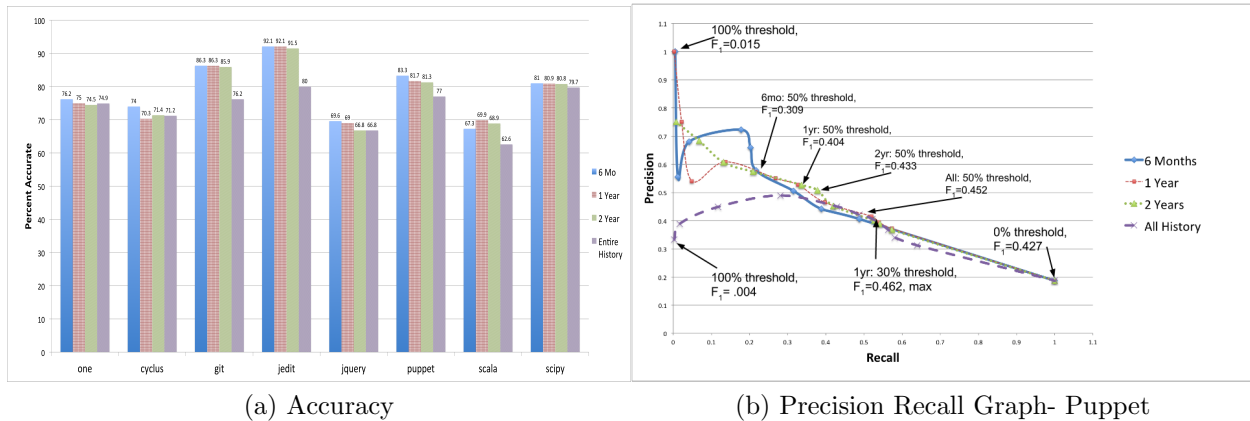 100
90
80
70
60
50
40
30
20
10
0
Percent Accurate
76.2 75 74.5 74.9
74 70.3 71.4 71.2
86.3 86.3 85.9 76.2
92.1 92.1 91.5 80
69.6 69 66.8 66.8
83.3 81.7 81.3 77
67.3 69.9 68.9 62.6
81 80.9 80.8 79.7
one cyclus git jedit jquery puppet scala scipy
6 Mo
1 Year
2 Year
Entire
History
(a) Accuracy
1.1
1
0.9
0.8
0.7
0.6
0.5
0.4
0.3
0.2
0.1
0
Precision
100% threshold,
F1=0.015
6mo: 50% threshold,
F1=0.309
1yr: 50% threshold,
F1=0.404
2yr: 50% threshold,
F1=0.433
All: 50% threshold,
F1=0.452
0% threshold,
F1=0.427
100% threshold,
F1= .004
1yr: 30% threshold,
F1=0.462, max
0 0.1 0.2 0.3 0.4 0.5 0.6 0.7 0.8 0.9 1 1.1
Recall
6 Months
1 Year
2 Years
All History
(b) Precision Recall Graph- Puppet